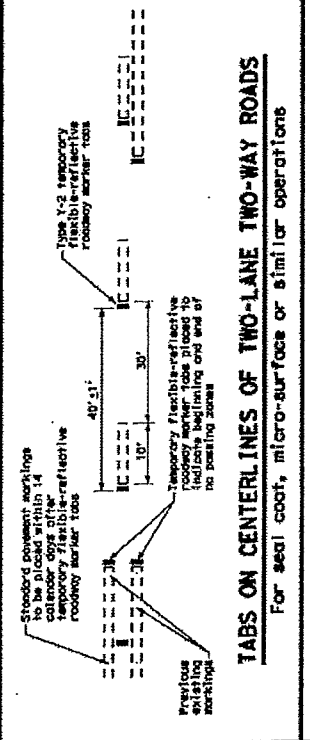 Standard pavement markings
to be placed within 14
calendar days after
temporary flexible-reflective
roadway marker tabs
Type Y-2 temporary
flexible-reflective
roadway marker tabs
40' ±1'
10'
30'
Previous
existing
markings
Temporary flexible-reflective
roadway marker tabs placed to
indicate beginning and end of
no passing zones
TABS ON CENTERLINES OF TWO-LANE TWO-WAY ROADS
For seal coat, micro-surface or similar operations